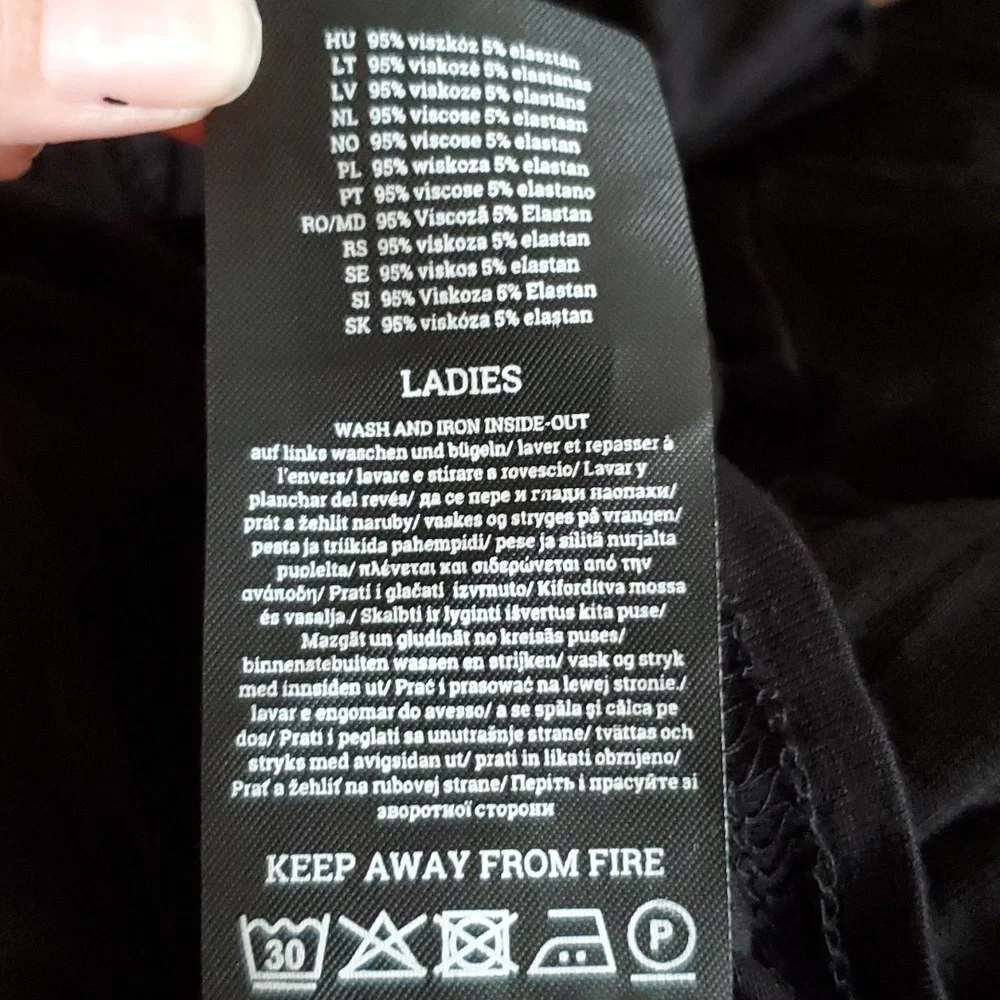 HU 95% viszkóz 5% elasztán
LT 95% viskozė 5% elastanas
LV 95% viskoze 5% elastāns
NL 95% viscose 5% elastaan
NO 95% viscose 5% elastan
PL 95% wiskoza 5% elastan
PT 95% viscose 5% elastano
RO/MD 95% Viscoză 5% Elastan
RS 95% viskoza 5% elastan
SE 95% viskos 5% elastan
SI 95% Viskoza 5% Elastan
SK 95% viskóza 5% elastan
LADIES
WASH AND IRON INSIDE-OUT
auf links waschen und bügeln/ laver et repasser à
l'envers/ lavare e stirare a rovescio/ Lavar y
planchar del revés/ да се пере и глади наопаки/
prát a žehlit naruby/ vaskes og stryges på vrangen/
pesta ja triikida pahempidi/ pese ja silitä nurjalta
puolelta/ πλένεται και σιδερώνεται από την
ανάποδη/ Prati i glačati izvrnuto/ Kifordítva mossa
és vasalja./ Skalbti ir lyginti išvertus kita puse/
Mazgāt un gludināt no kreisās puses/
binnenstebuiten wassen en strijken/ vask og stryk
med innsiden ut/ Prać i prasować na lewej stronie./
lavar e engomar do avesso/ a se spăla și călca pe
dos/ Prati i peglati sa unutrašnje strane/ tvättas och
stryks med avigsidan ut/ prati in likati obrnjeno/
Prať a žehliť na rubovej strane/ Періть і прасуйте зі
зворотної сторони
KEEP AWAY FROM FIRE
30 P